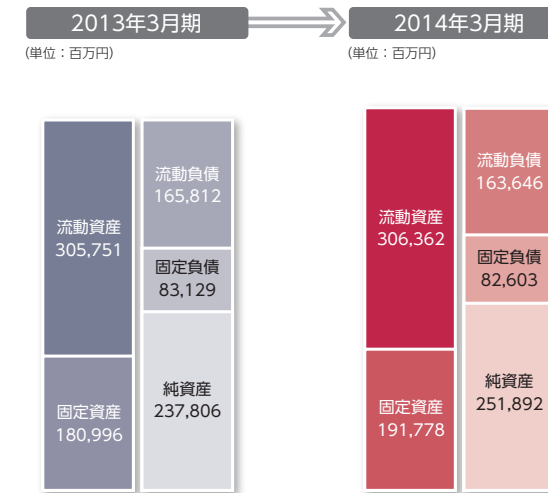 2013年3月期
(単位：百万円)
流動資産
305,751
固定資産
180,996
流動負債
165,812
固定負債
83,129
純資産
237,806
2014年3月期
(単位：百万円)
流動資産
306,362
固定資産
191,778
流動負債
163,646
固定負債
82,603
純資産
251,892